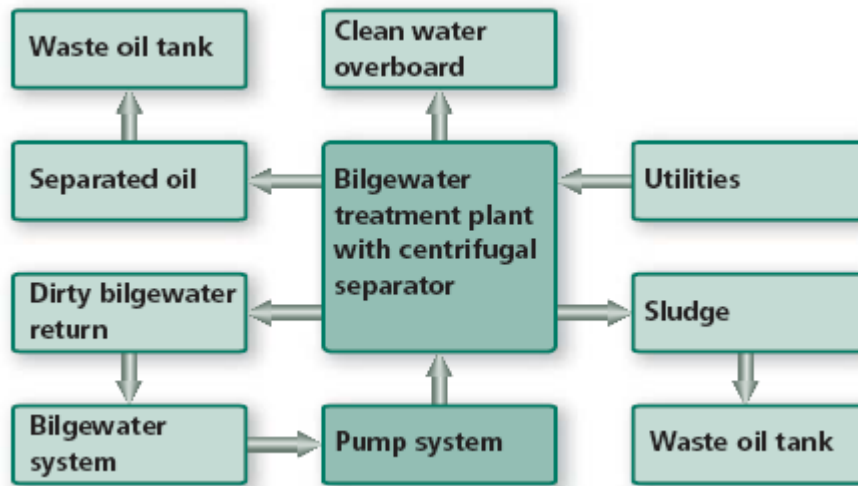 Waste oil tank
Clean water
overboard
Separated oil
Bilgewater
treatment plant
with centrifugal
separator
Utilities
Dirty bilgewater
return
Sludge
Bilgewater
system
Pump system
Waste oil tank